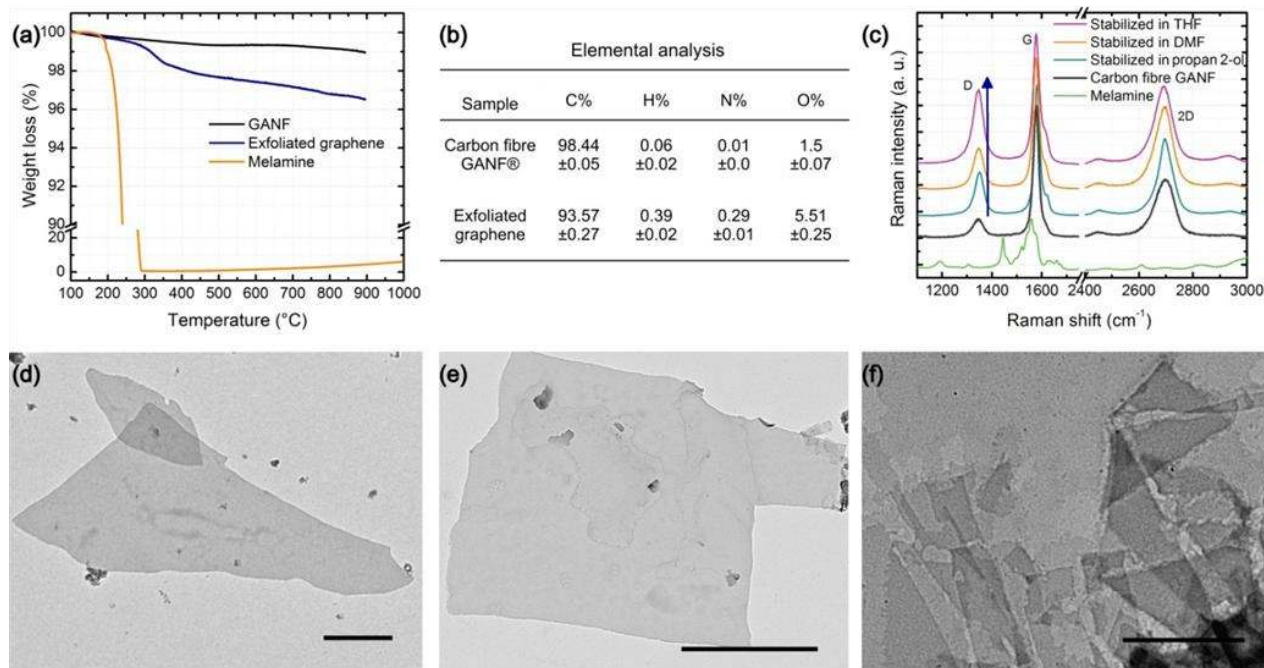 (a)
100
98
96
94
92
90
20
10
0
Weight loss (%)
GANF
Exfoliated graphene
Melamine
100 200 300 400 500 600 700 800 900 1000
Temperature (°C)
(b)
Elemental analysis
Sample C% H% N% O%
Carbon fibre 98.44 0.06 0.01 1.5
GANF® ±0.05 ±0.02 ±0.0 ±0.07
Exfoliated 93.57 0.39 0.29 5.51
graphene ±0.27 ±0.02 ±0.01 ±0.25
(c)
Stabilized in THF
Stabilized in DMF
Stabilized in propan 2-ol
Carbon fibre GANF
Melamine
G
D
2D
Raman intensity (a. u.)
1200 1400 1600 2400 2600 2800 3000
Raman shift (cm⁻¹)
(d)
(e)
(f)